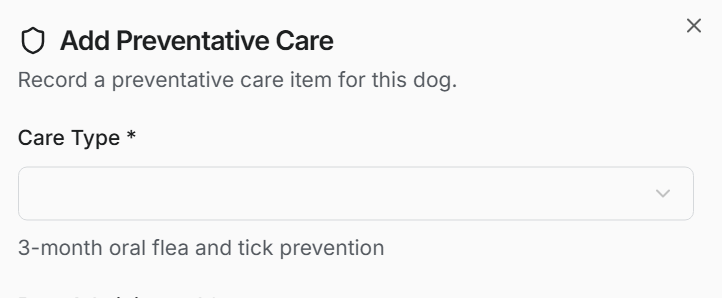 Add Preventative Care
Record a preventative care item for this dog.
Care Type *
3-month oral flea and tick prevention